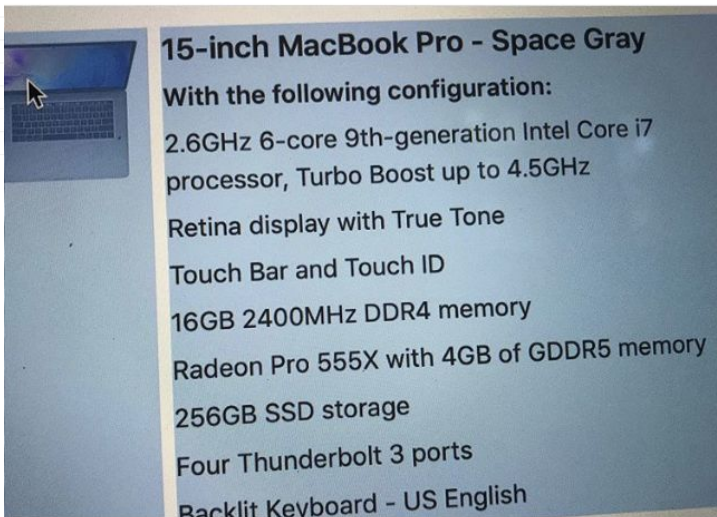 15-inch MacBook Pro - Space Gray
With the following configuration:
2.6GHz 6-core 9th-generation Intel Core i7
processor, Turbo Boost up to 4.5GHz
Retina display with True Tone
Touch Bar and Touch ID
16GB 2400MHz DDR4 memory
Radeon Pro 555X with 4GB of GDDR5 memory
256GB SSD storage
Four Thunderbolt 3 ports
Backlit Keyboard - US English